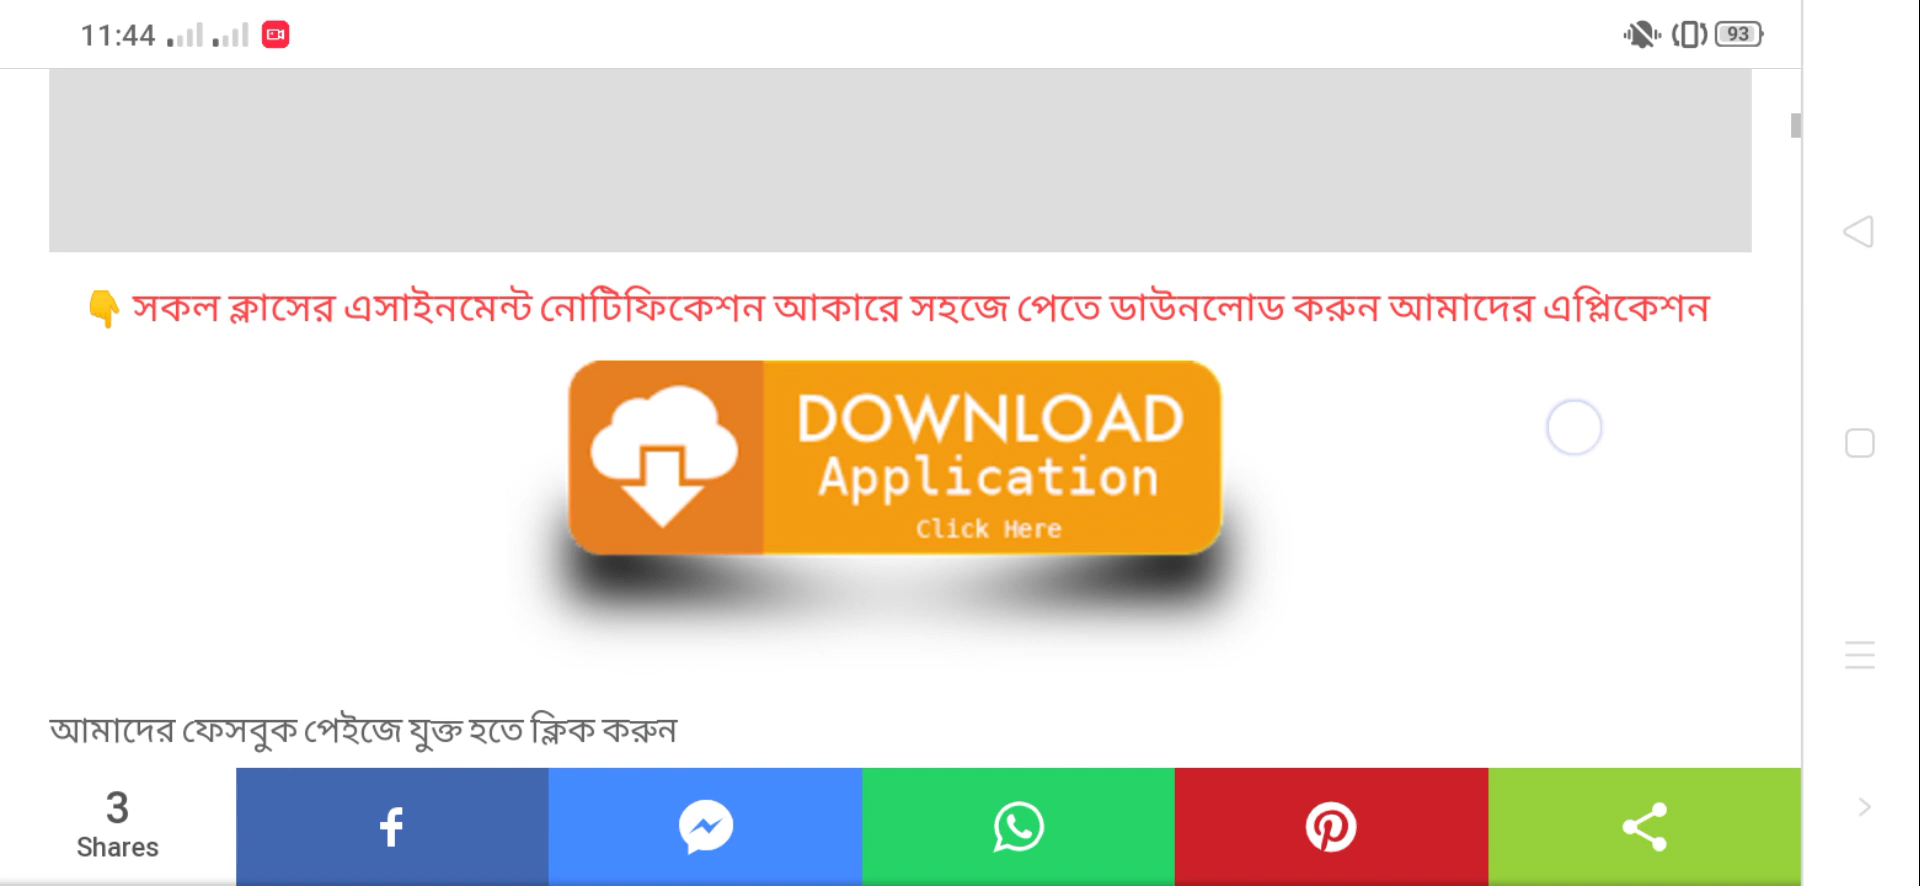 11:44
93
👇 সকল ক্লাসের এসাইনমেন্ট নোটিফিকেশন আকারে সহজে পেতে ডাউনলোড করুন আমাদের এপ্লিকেশন
DOWNLOAD
Application
Click Here
আমাদের ফেসবুক পেইজে যুক্ত হতে ক্লিক করুন
3
Shares